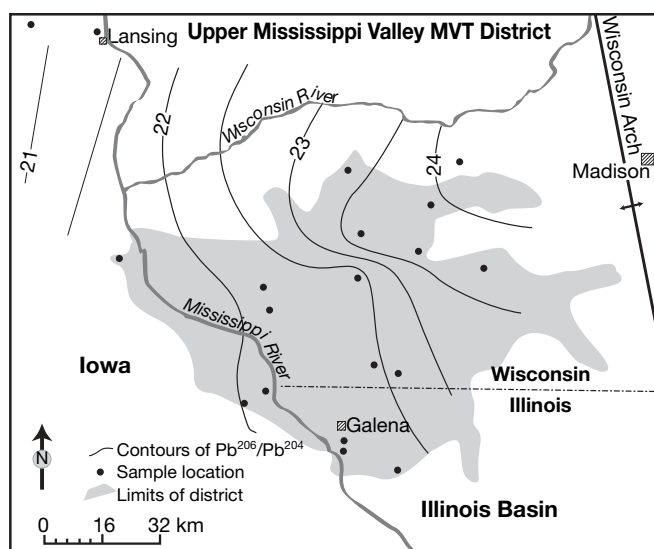 Upper Mississippi Valley MVT District
Lansing
Wisconsin Arch
Wisconsin River
22
21
23
24
Madison
Mississippi River
Iowa
Wisconsin
Illinois
Galena
N
Contours of Pb²⁰⁶/Pb²⁰⁴
Sample location
Limits of district
Illinois Basin
0 16 32 km